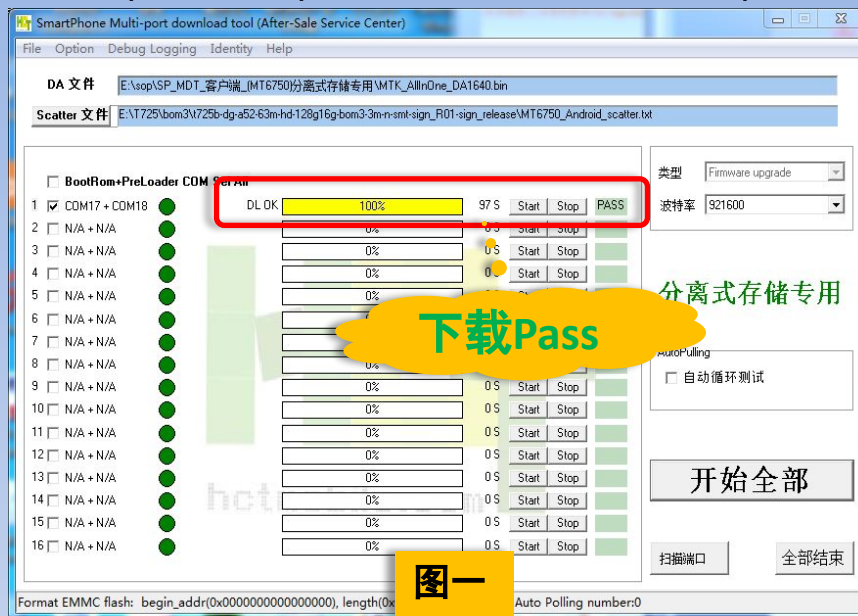 SmartPhone Multi-port download tool (After-Sale Service Center)
File Option Debug Logging Identity Help
DA 文件 E:\sop\SP_MDT_客户端_(MT6750)分离式存储专用\MTK_AllInOne_DA1640.bin
Scatter 文件 E:\T725\bom3\t725b-dg-a52-63m-hd-128g16g-bom3-3m-n-smt-sign_R01-sign_release\MT6750_Android_scatter.txt
BootRom+PreLoader COM Sel All
类型 Firmware upgrade
1 COM17 + COM18 DL OK 100% 97 S Start Stop PASS
波特率 921600
2 N/A + N/A 0% 0 S Start Stop
3 N/A + N/A 0% 0 S Start Stop
4 N/A + N/A 0% 0 S Start Stop
5 N/A + N/A 0%
分离式存储专用
6 N/A + N/A
下载Pass
7 N/A + N/A
AutoPulling
8 N/A + N/A 0%
9 N/A + N/A 0% 0 S Start Stop
自动循环测试
10 N/A + N/A 0% 0 S Start Stop
11 N/A + N/A 0% 0 S Start Stop
12 N/A + N/A 0% 0 S Start Stop
13 N/A + N/A 0% 0 S Start Stop
开始全部
14 N/A + N/A 0% 0 S Start Stop
15 N/A + N/A 0% 0 S Start Stop
16 N/A + N/A 0% 0 S Start Stop
扫描端口 全部结束
图一
Format EMMC flash: begin_addr(0x0000000000000000), length(0x Auto Polling number:0